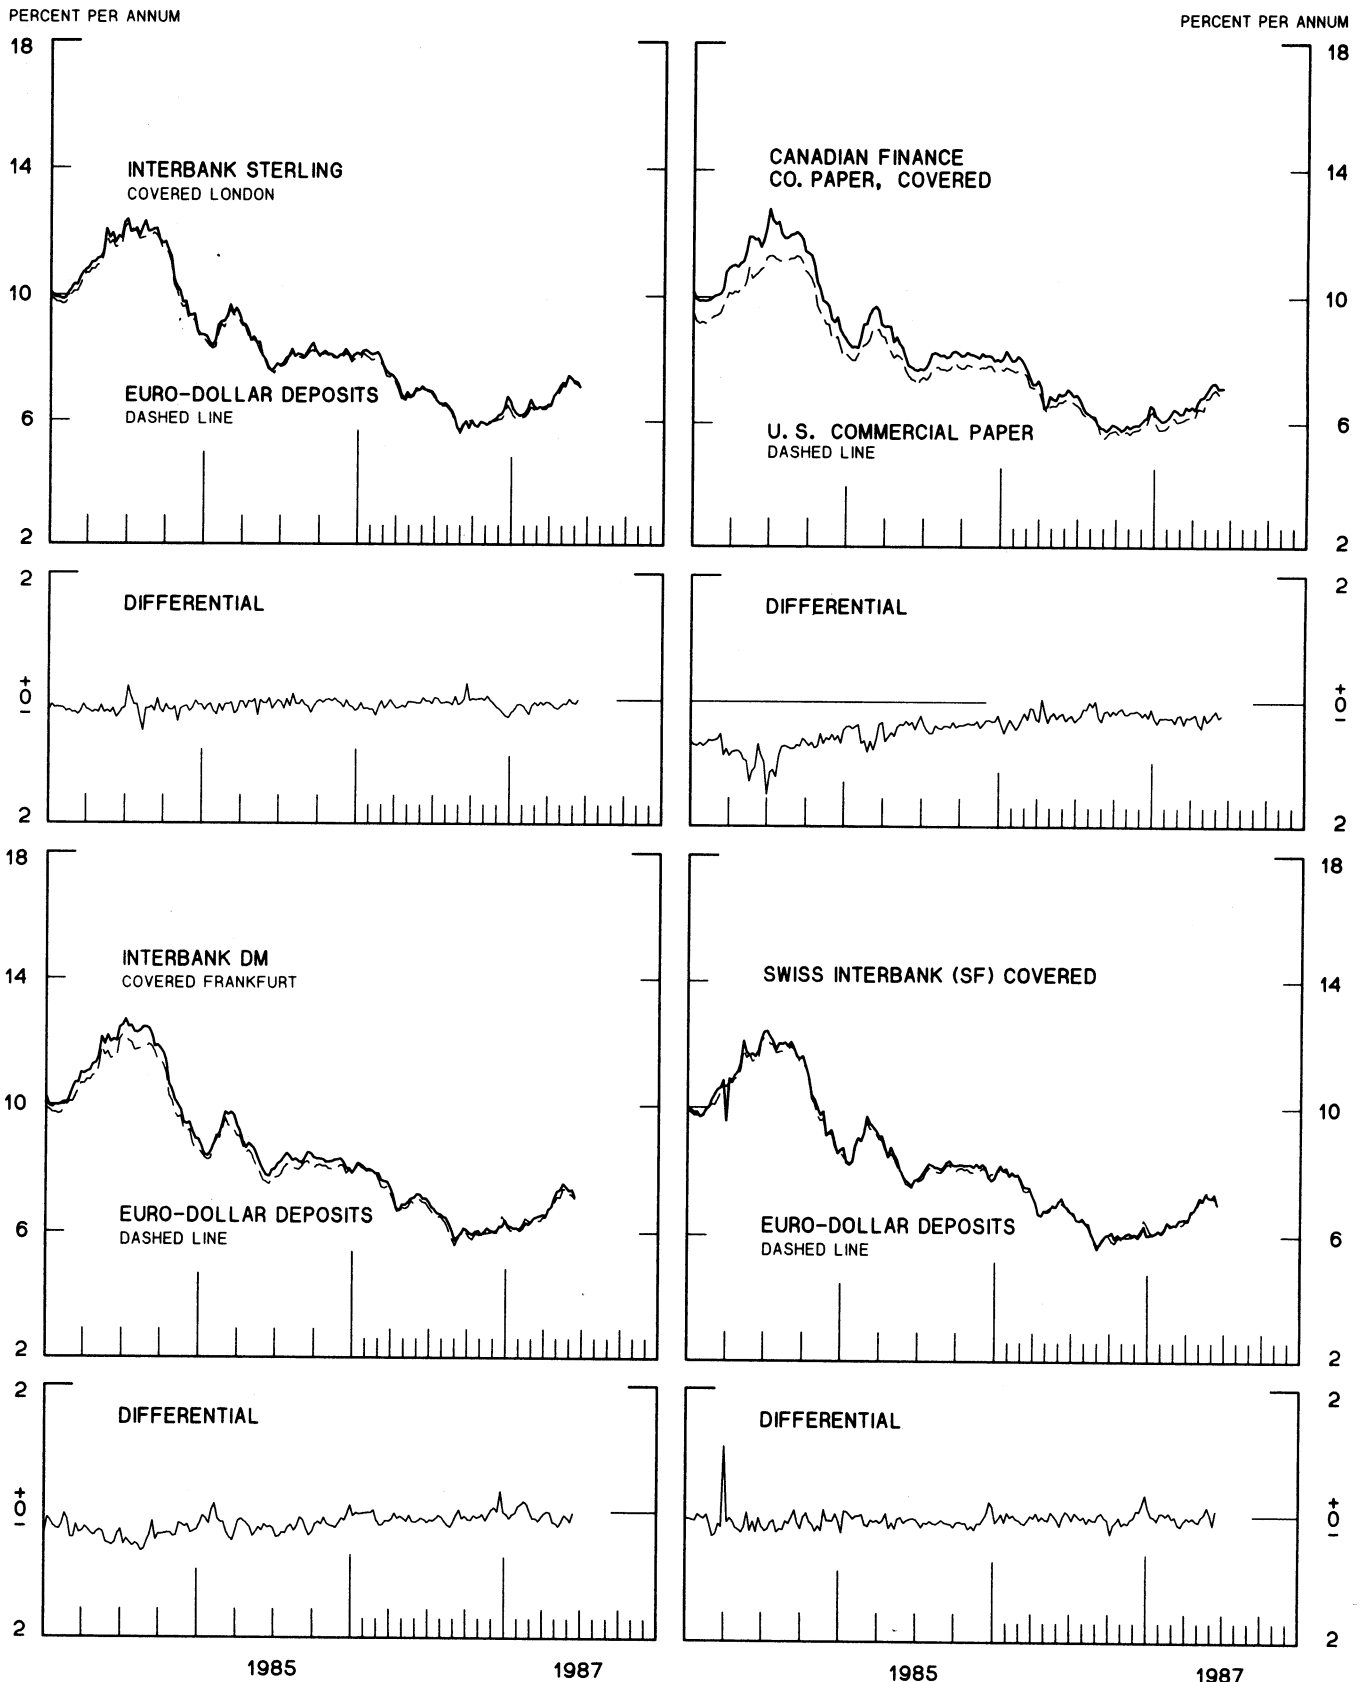 PERCENT PER ANNUM
PERCENT PER ANNUM
18
14
10
6
2
INTERBANK STERLING
COVERED LONDON
EURO-DOLLAR DEPOSITS
DASHED LINE
CANADIAN FINANCE
CO. PAPER, COVERED
U. S. COMMERCIAL PAPER
DASHED LINE
18
14
10
6
2
2
+
0
−
2
DIFFERENTIAL
DIFFERENTIAL
2
+
0
−
2
18
14
10
6
2
INTERBANK DM
COVERED FRANKFURT
EURO-DOLLAR DEPOSITS
DASHED LINE
SWISS INTERBANK (SF) COVERED
EURO-DOLLAR DEPOSITS
DASHED LINE
18
14
10
6
2
2
+
0
−
2
DIFFERENTIAL
DIFFERENTIAL
2
+
0
−
2
1985
1987
1985
1987